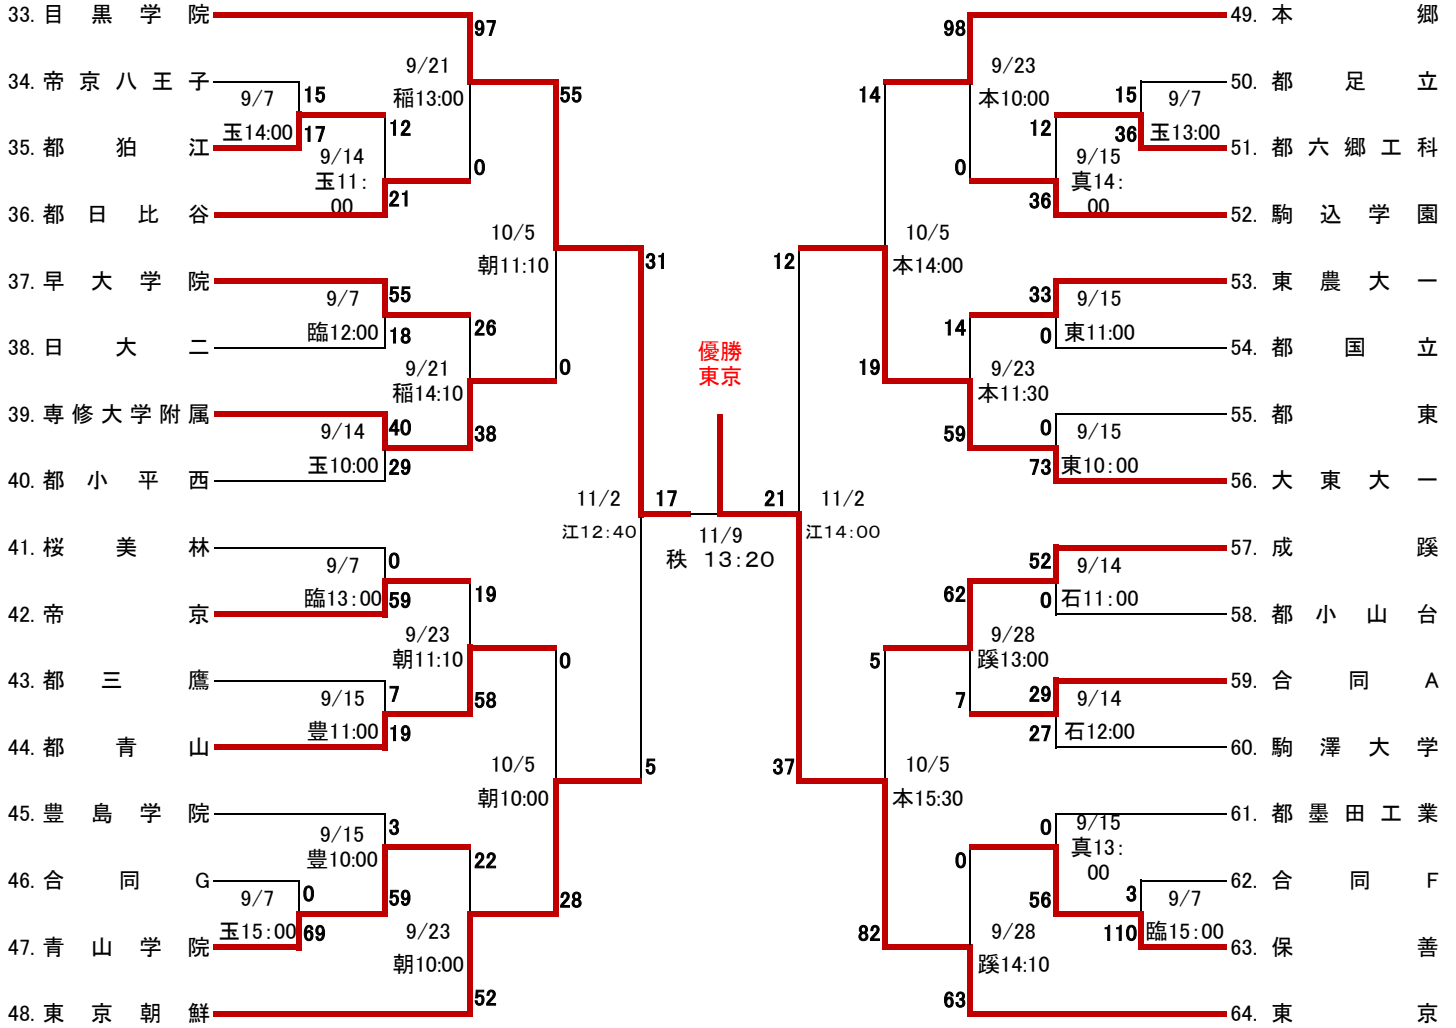 33. 目黒学院
97
9/21
稲13:00
34. 帝京八王子
15
9/7
玉14:00
17
35. 都狛江
12
9/14
玉11:
00
0
21
36. 都日比谷
55
10/5
朝11:10
37. 早大学院
55
9/7
臨12:00
18
38. 日大二
26
9/21
稲14:10
0
39. 専修大学附属
40
38
9/14
玉10:00
29
40. 都小平西
31
11/2
江12:40
41. 桜美林
0
9/7
臨13:00
59
42. 帝京
19
9/23
朝11:10
0
43. 都三鷹
7
58
9/15
豊11:00
19
44. 都青山
5
10/5
朝10:00
45. 豊島学院
3
9/15
豊10:00
22
46. 合同G
0
59
28
9/7
玉15:00
69
47. 青山学院
9/23
朝10:00
52
48. 東京朝鮮
優勝
東京
17
21
11/9
秩 13:20
49. 本郷
98
9/23
本10:00
50. 都足立
15
9/7
玉13:00
36
51. 都六郷工科
14
12
9/15
真14:
00
0
36
52. 駒込学園
12
10/5
本14:00
53. 東農大一
33
9/15
東11:00
0
54. 都国立
14
9/23
本11:30
19
55. 都東
0
59
9/15
東10:00
73
56. 大東大一
11/2
江14:00
57. 成蹊
52
9/14
石11:00
0
58. 都小山台
62
9/28
蹊13:00
5
59. 合同A
29
7
9/14
石12:00
27
60. 駒澤大学
37
10/5
本15:30
61. 都墨田工業
0
9/15
真13:
00
0
62. 合同F
3
56
9/7
臨15:00
110
63. 保善
82
9/28
蹊14:10
63
64. 東京